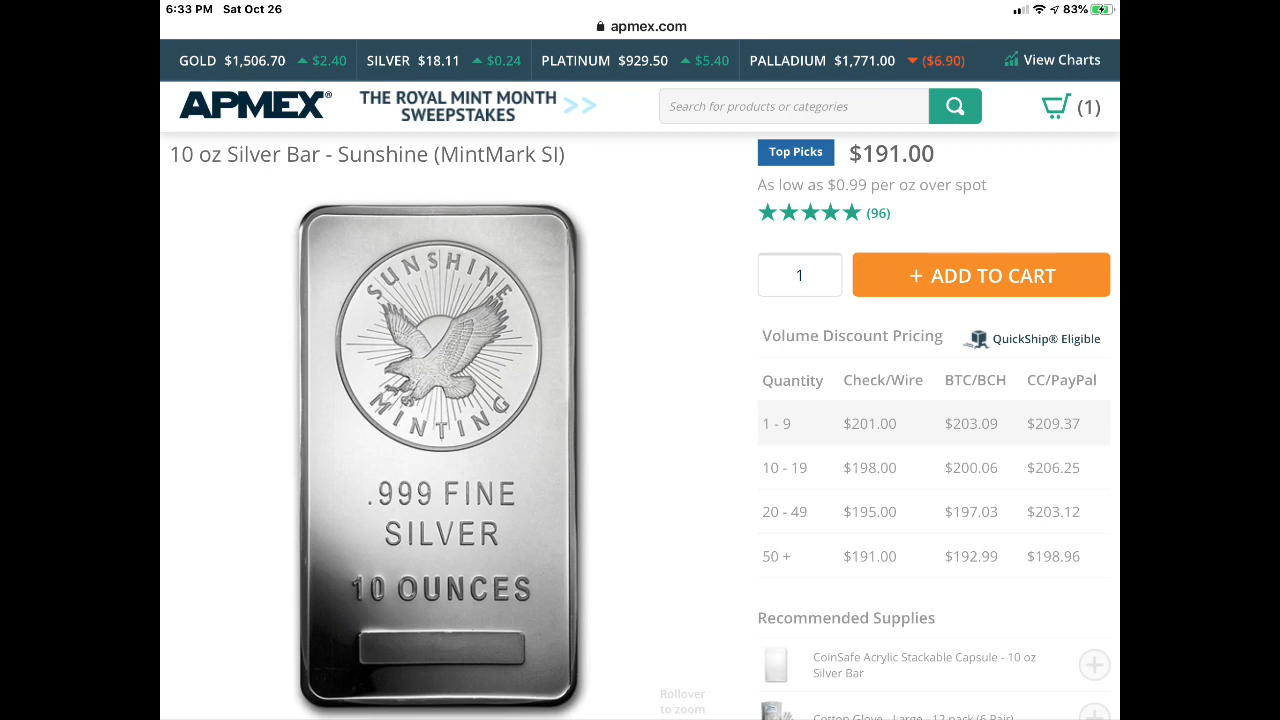 6:33 PM Sat Oct 26
83%
apmex.com
GOLD $1,506.70 $2.40 SILVER $18.11 $0.24 PLATINUM $929.50 $5.40 PALLADIUM $1,771.00 ($6.90) View Charts
APMEX® THE ROYAL MINT MONTH
SWEEPSTAKES >>
Search for products or categories
(1)
10 oz Silver Bar - Sunshine (MintMark SI)
SUNSHINE
MINTING
.999 FINE
SILVER
10 OUNCES
Rollover
to zoom
Top Picks $191.00
As low as $0.99 per oz over spot
(96)
1 + ADD TO CART
Volume Discount Pricing QuickShip® Eligible
Quantity Check/Wire BTC/BCH CC/PayPal
1 - 9 $201.00 $203.09 $209.37
10 - 19 $198.00 $200.06 $206.25
20 - 49 $195.00 $197.03 $203.12
50 + $191.00 $192.99 $198.96
Recommended Supplies
CoinSafe Acrylic Stackable Capsule - 10 oz
Silver Bar
Cotton Glove - Large - 12 pack (6 Pair)